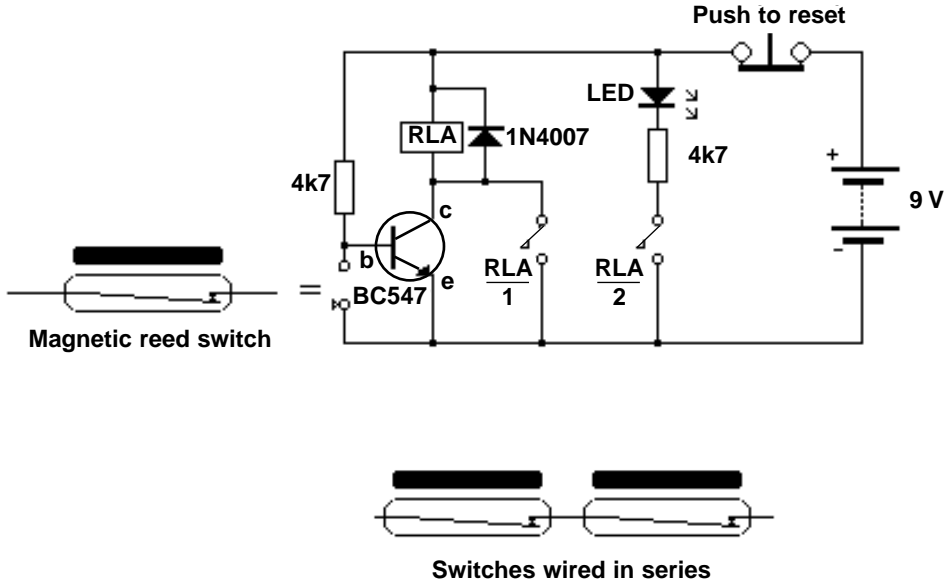 Push to reset
LED
RLA
1N4007
4k7
4k7
+
9 V
c
b
e
–
=
BC547
RLA
1
RLA
2
Magnetic reed switch
Switches wired in series